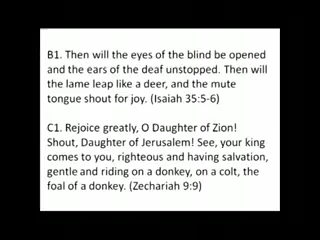 B1. Then will the eyes of the blind be opened
and the ears of the deaf unstopped. Then will
the lame leap like a deer, and the mute
tongue shout for joy. (Isaiah 35:5-6)
C1. Rejoice greatly, O Daughter of Zion!
Shout, Daughter of Jerusalem! See, your king
comes to you, righteous and having salvation,
gentle and riding on a donkey, on a colt, the
foal of a donkey. (Zechariah 9:9)